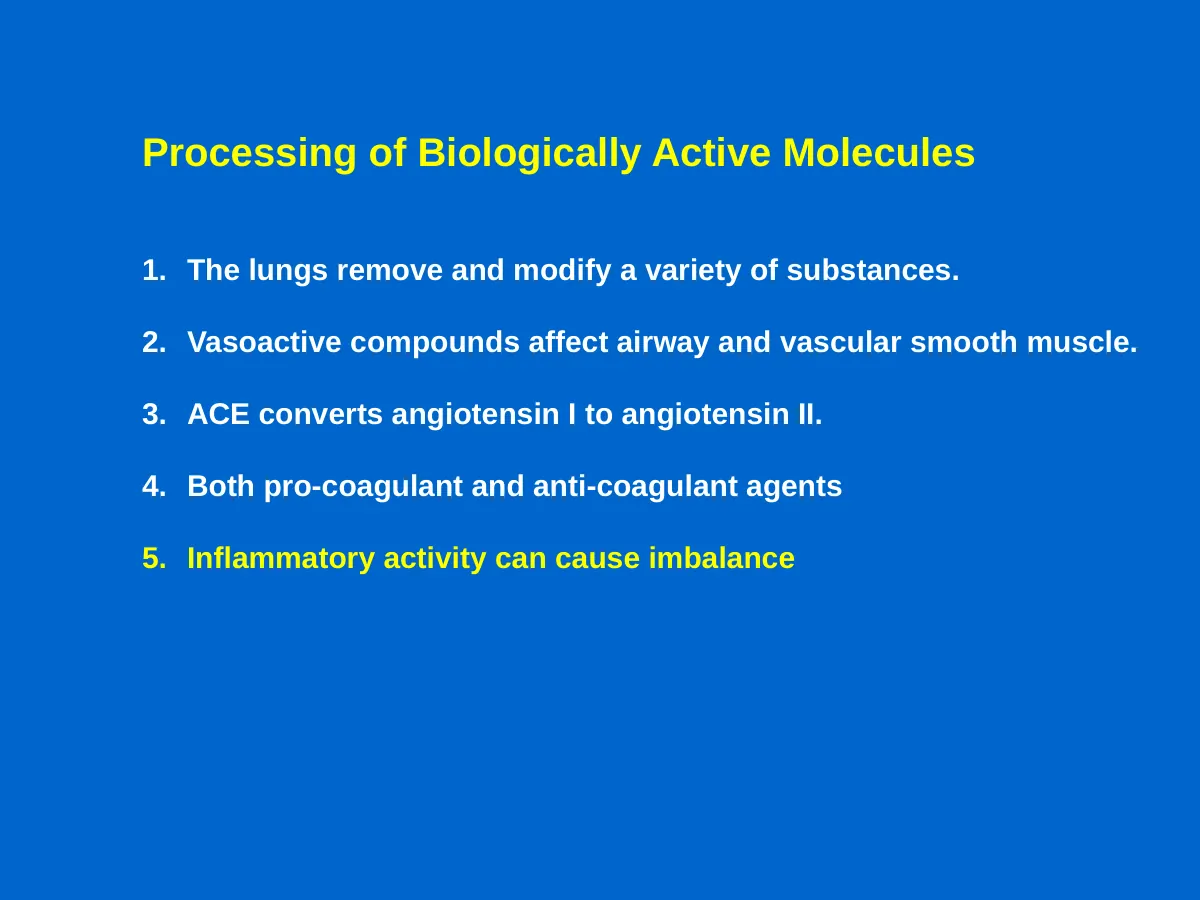 Processing of Biologically Active Molecules
1. The lungs remove and modify a variety of substances.
2. Vasoactive compounds affect airway and vascular smooth muscle.
3. ACE converts angiotensin I to angiotensin II.
4. Both pro-coagulant and anti-coagulant agents
5. Inflammatory activity can cause imbalance